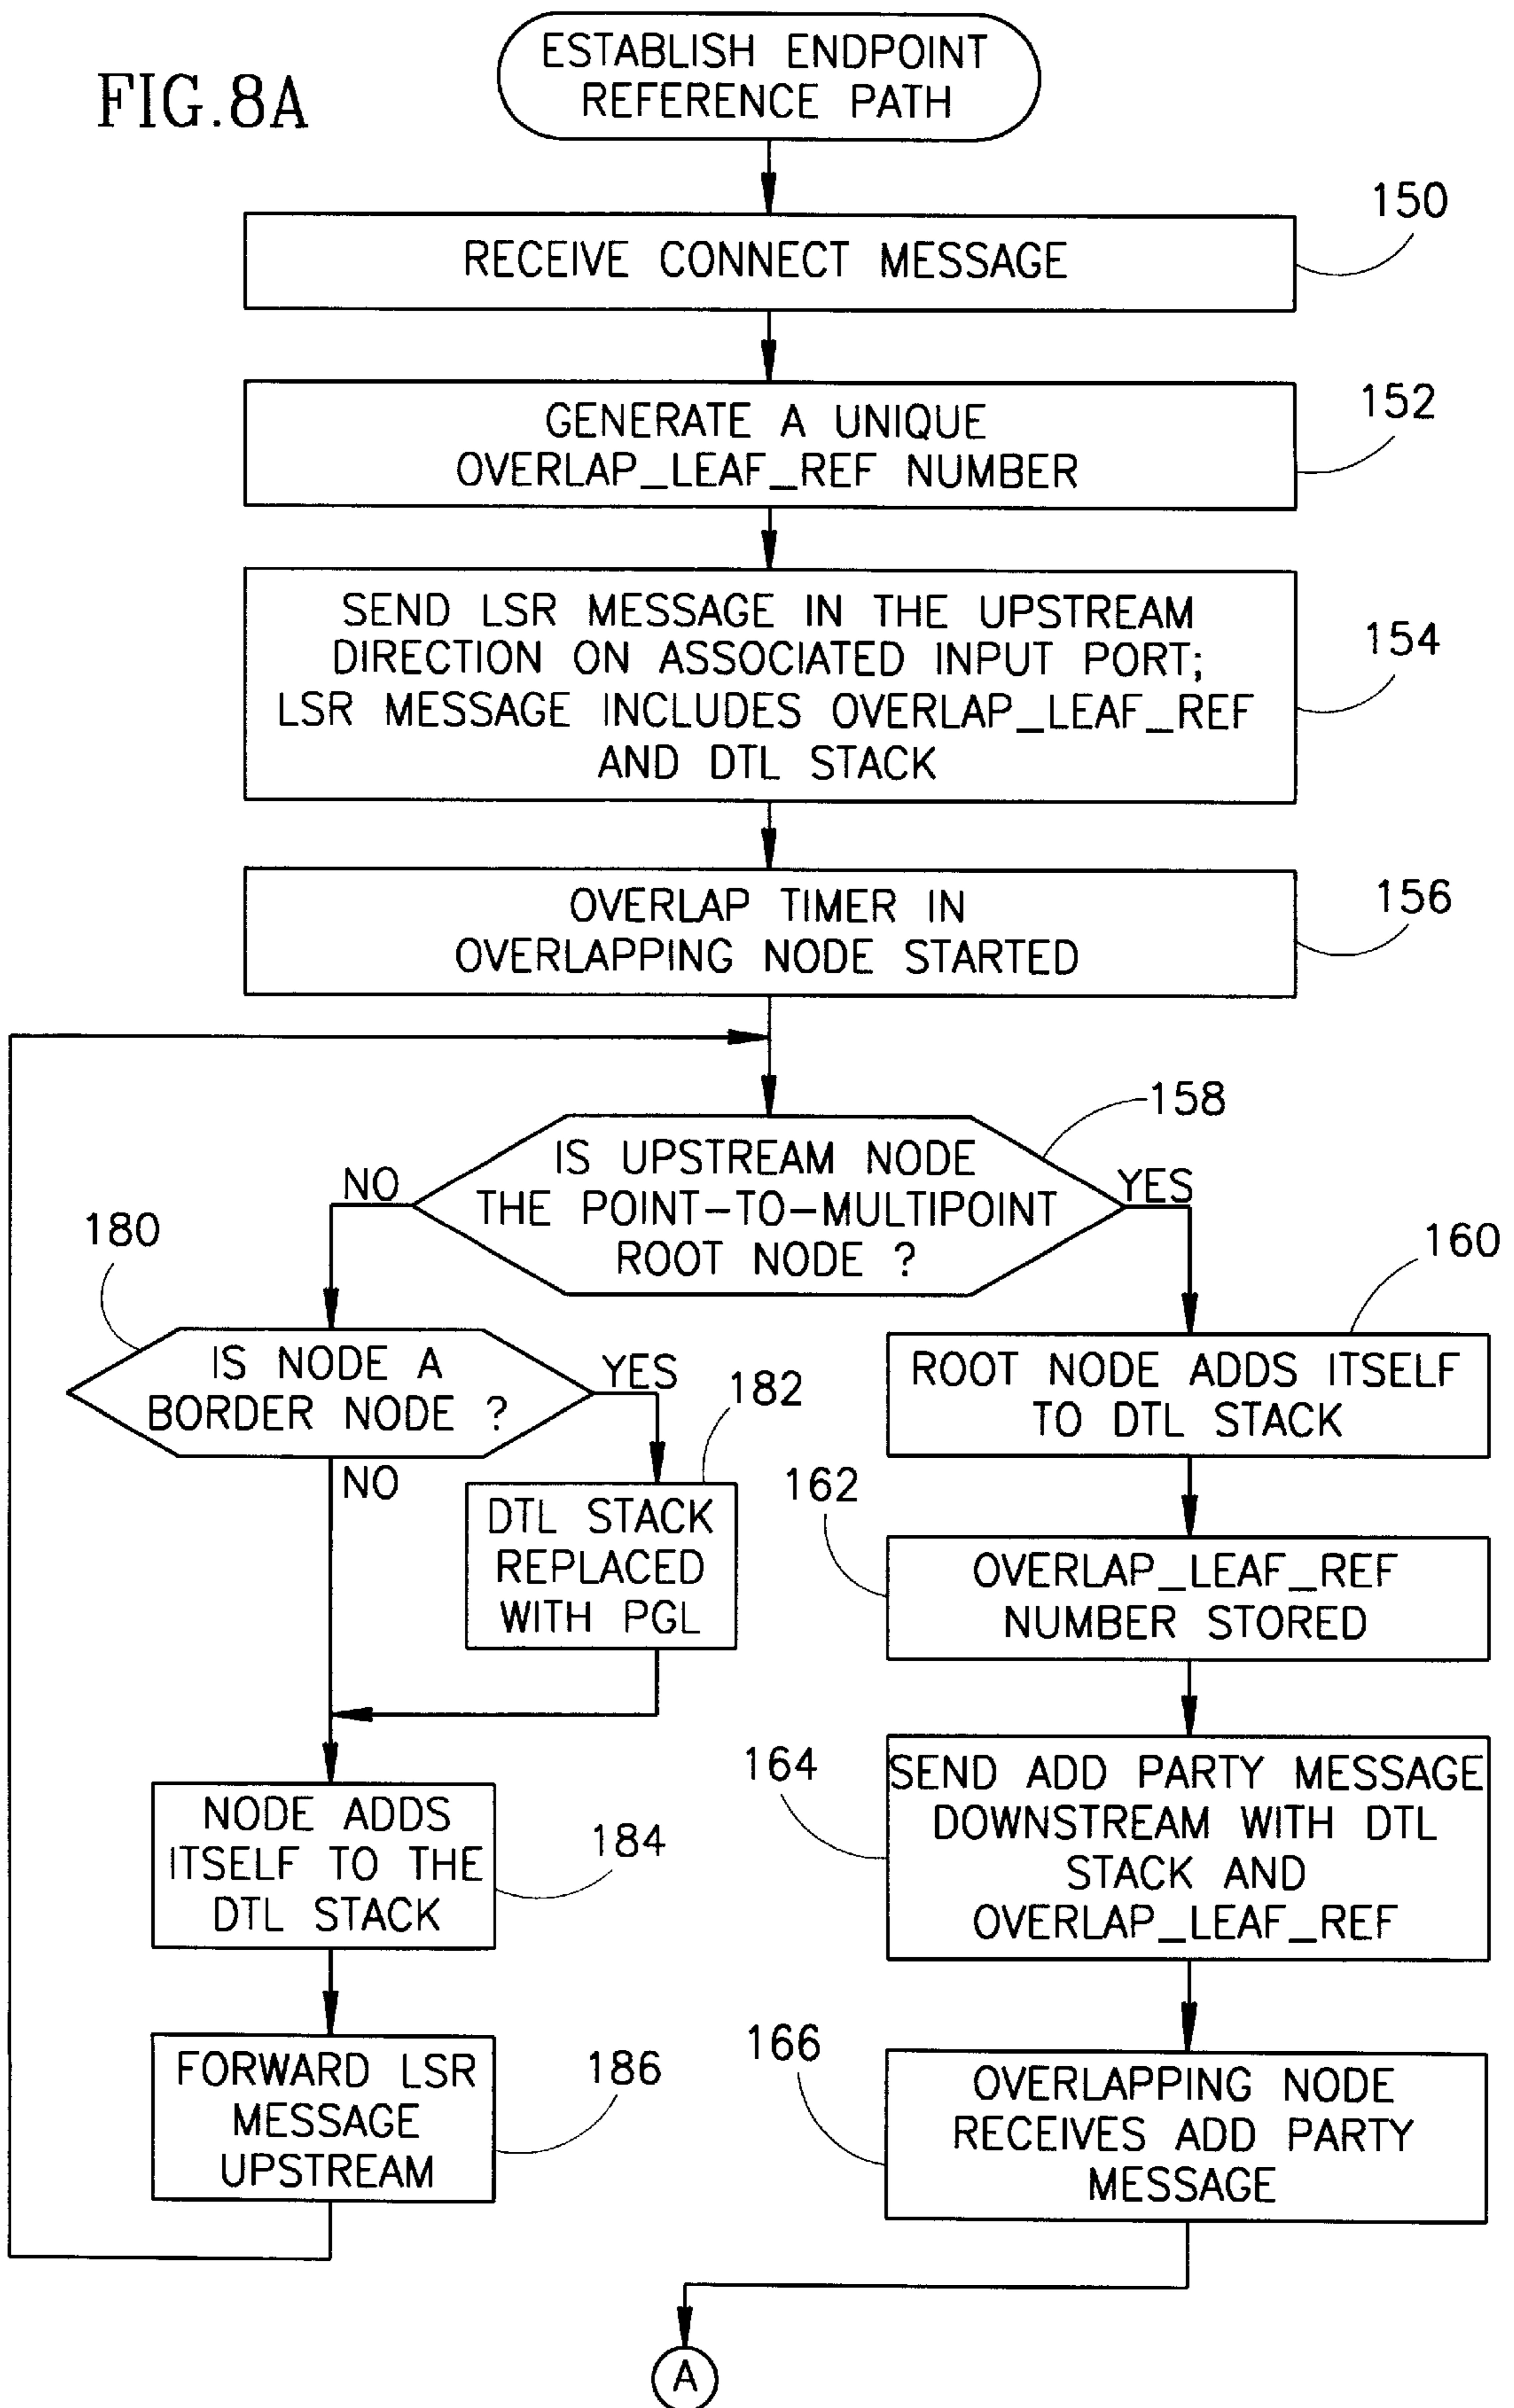 FIG.8A
ESTABLISH ENDPOINT
REFERENCE PATH
150
RECEIVE CONNECT MESSAGE
152
GENERATE A UNIQUE
OVERLAP_LEAF_REF NUMBER
154
SEND LSR MESSAGE IN THE UPSTREAM
DIRECTION ON ASSOCIATED INPUT PORT;
LSR MESSAGE INCLUDES OVERLAP_LEAF_REF
AND DTL STACK
156
OVERLAP TIMER IN
OVERLAPPING NODE STARTED
158
IS UPSTREAM NODE
THE POINT-TO-MULTIPOINT
ROOT NODE ?
NO
YES
180
IS NODE A
BORDER NODE ?
YES
NO
182
DTL STACK
REPLACED
WITH PGL
184
NODE ADDS
ITSELF TO THE
DTL STACK
186
FORWARD LSR
MESSAGE
UPSTREAM
160
ROOT NODE ADDS ITSELF
TO DTL STACK
162
OVERLAP_LEAF_REF
NUMBER STORED
164
SEND ADD PARTY MESSAGE
DOWNSTREAM WITH DTL
STACK AND
OVERLAP_LEAF_REF
166
OVERLAPPING NODE
RECEIVES ADD PARTY
MESSAGE
A